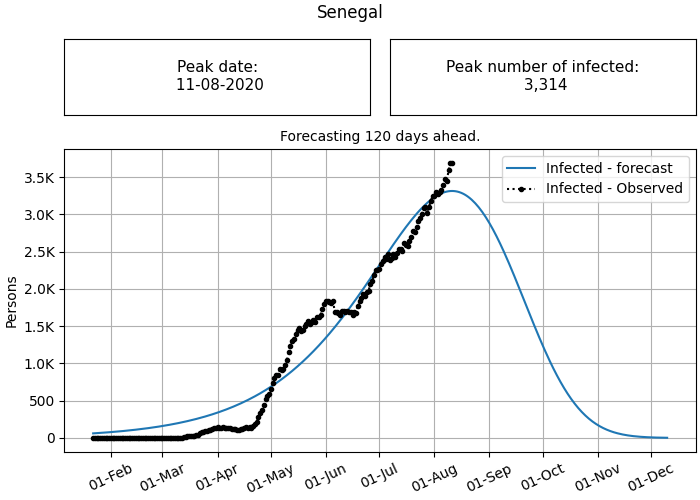 Senegal
Peak date:
11-08-2020
Peak number of infected:
3,314
Forecasting 120 days ahead.
Infected - forecast
Infected - Observed
Persons
3.5K
3.0K
2.5K
2.0K
1.5K
1.0K
500
0
01-Feb
01-Mar
01-Apr
01-May
01-Jun
01-Jul
01-Aug
01-Sep
01-Oct
01-Nov
01-Dec